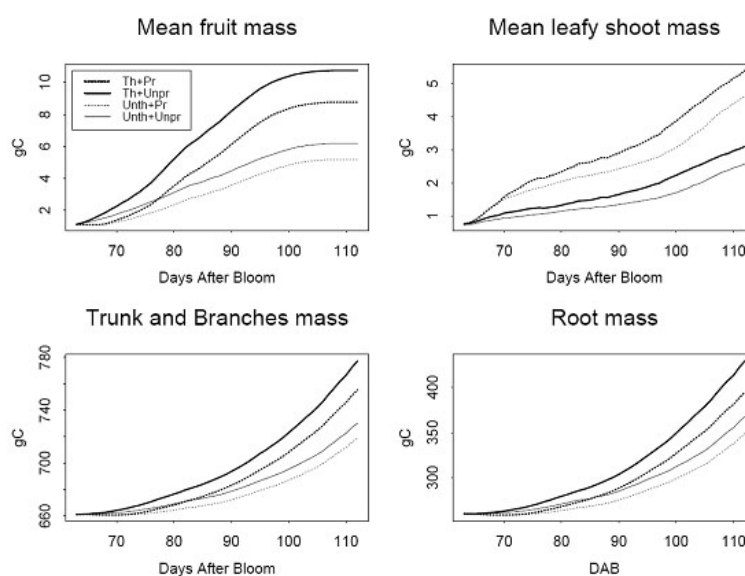 Mean fruit mass
Th+Pr
Th+Unpr
Unth+Pr
Unth+Unpr
gC
2
4
6
8
10
70 80 90 100 110
Days After Bloom
Mean leafy shoot mass
gC
1
2
3
4
5
70 80 90 100 110
Days After Bloom
Trunk and Branches mass
gC
660
700
740
780
70 80 90 100 110
Days After Bloom
Root mass
gC
300
350
400
70 80 90 100 110
DAB